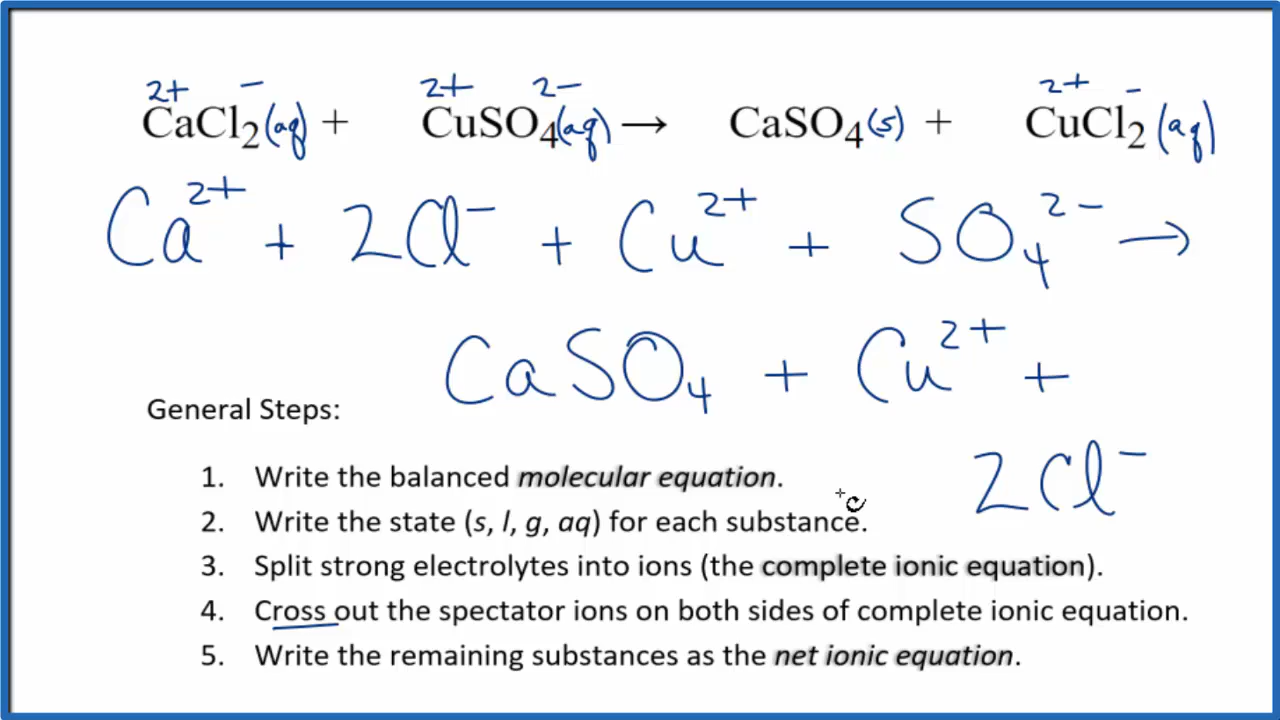 2+ − 2+ 2− 2+ −
CaCl₂(aq) + CuSO₄(aq) → CaSO₄(s) + CuCl₂(aq)
Ca²⁺ + 2Cl⁻ + Cu²⁺ + SO₄²⁻ →
CaSO₄ + Cu²⁺ +
2Cl⁻
General Steps:
1. Write the balanced molecular equation.
2. Write the state (s, l, g, aq) for each substance.
3. Split strong electrolytes into ions (the complete ionic equation).
4. Cross out the spectator ions on both sides of complete ionic equation.
5. Write the remaining substances as the net ionic equation.